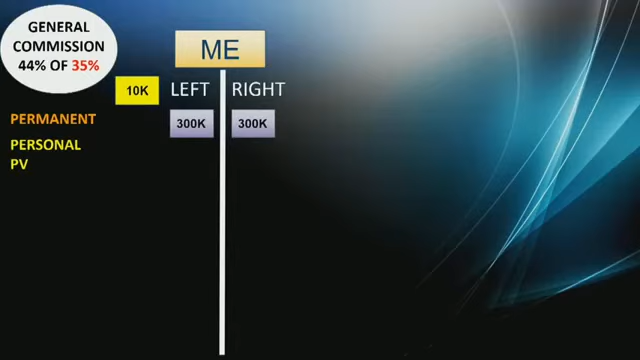 GENERAL
COMMISSION
44% OF 35%
ME
10K
LEFT
RIGHT
PERMANENT
300K
300K
PERSONAL
PV